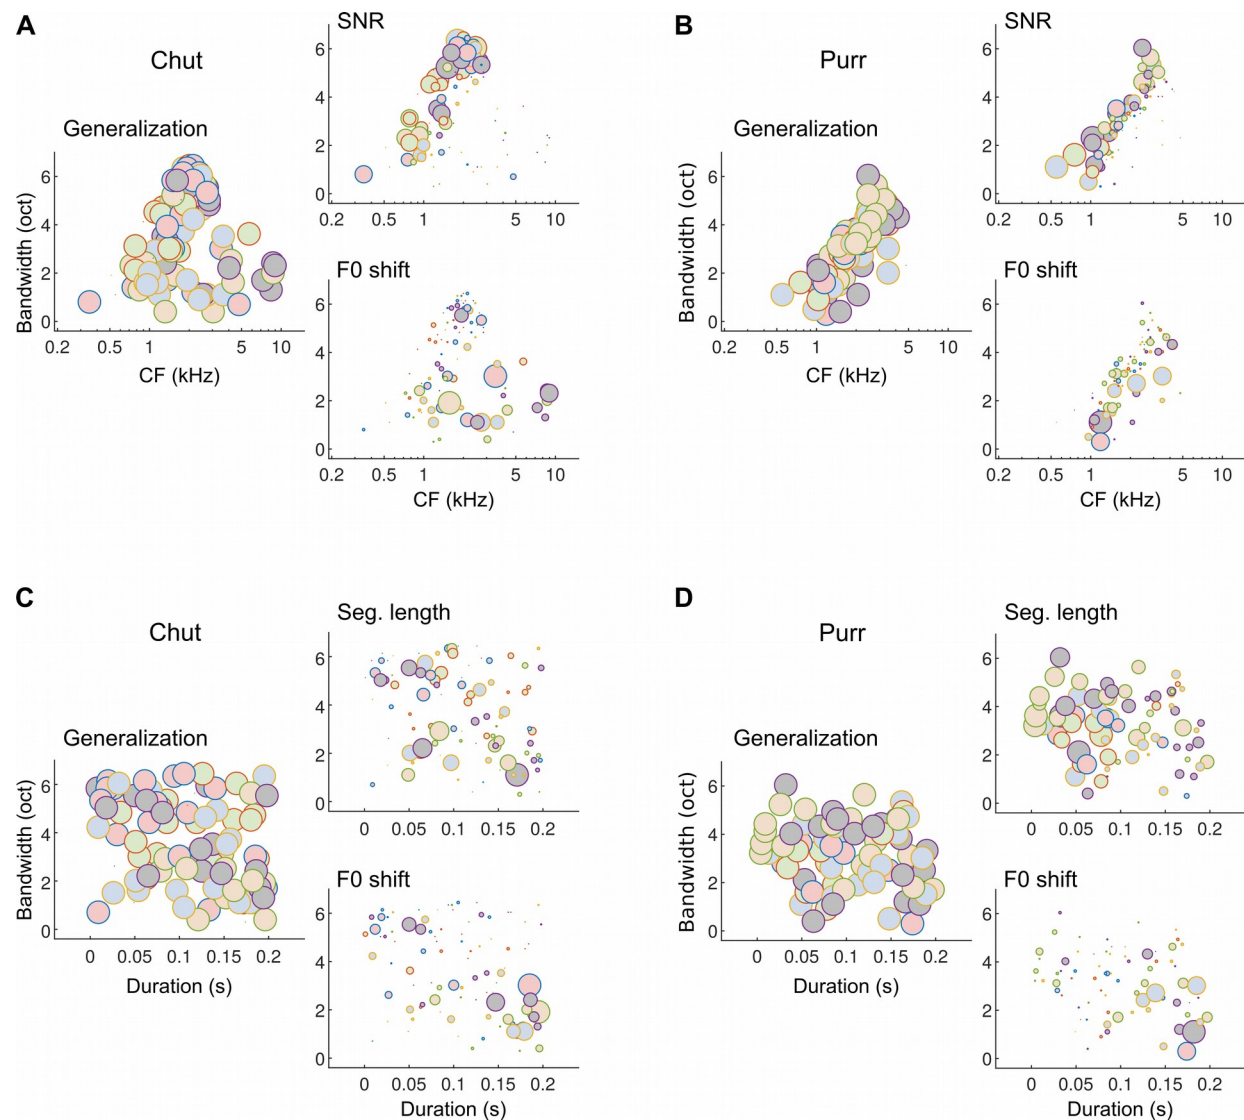 A
Chut
SNR
6
4
2
0
0.2 0.5 1 5 10
Generalization
Bandwidth (oct)
6
4
2
0
0.2 0.5 1 5 10
CF (kHz)
F0 shift
6
4
2
0
0.2 0.5 1 5 10
CF (kHz)
B
Purr
SNR
6
4
2
0
0.2 0.5 1 5 10
Generalization
Bandwidth (oct)
6
4
2
0
0.2 0.5 1 5 10
CF (kHz)
F0 shift
6
4
2
0
0.2 0.5 1 5 10
CF (kHz)
C
Chut
Seg. length
6
4
2
0
0 0.05 0.1 0.15 0.2
Generalization
Bandwidth (oct)
6
4
2
0
0 0.05 0.1 0.15 0.2
Duration (s)
F0 shift
6
4
2
0
0 0.05 0.1 0.15 0.2
Duration (s)
D
Purr
Seg. length
6
4
2
0
0 0.05 0.1 0.15 0.2
Generalization
Bandwidth (oct)
6
4
2
0
0 0.05 0.1 0.15 0.2
Duration (s)
F0 shift
6
4
2
0
0 0.05 0.1 0.15 0.2
Duration (s)